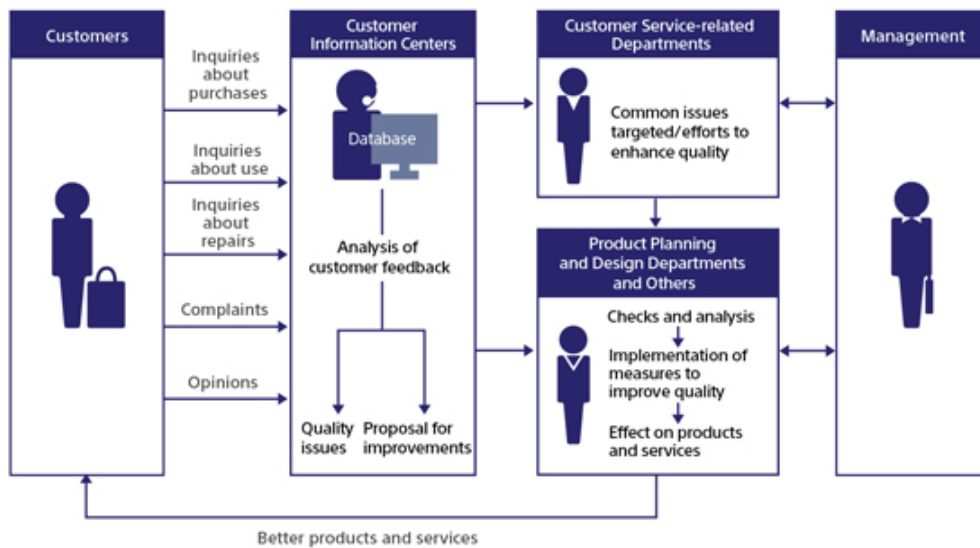 Customers
Inquiries
about
purchases
Inquiries
about use
Inquiries
about
repairs
Complaints
Opinions
Customer
Information Centers
Database
Analysis of
customer feedback
Quality
issues
Proposal for
improvements
Customer Service-related
Departments
Common issues
targeted/efforts to
enhance quality
Product Planning
and Design Departments
and Others
Checks and analysis
Implementation of
measures to
improve quality
Effect on products
and services
Management
Better products and services